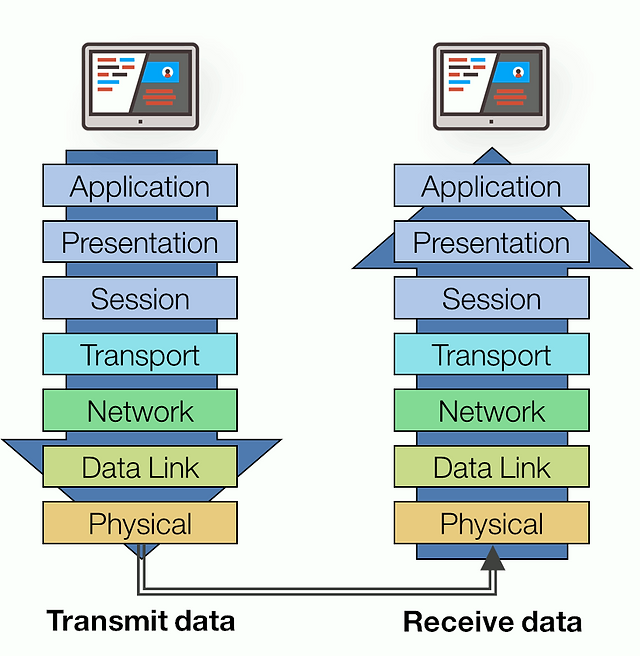 Application
Presentation
Session
Transport
Network
Data Link
Physical
Transmit data
Application
Presentation
Session
Transport
Network
Data Link
Physical
Receive data